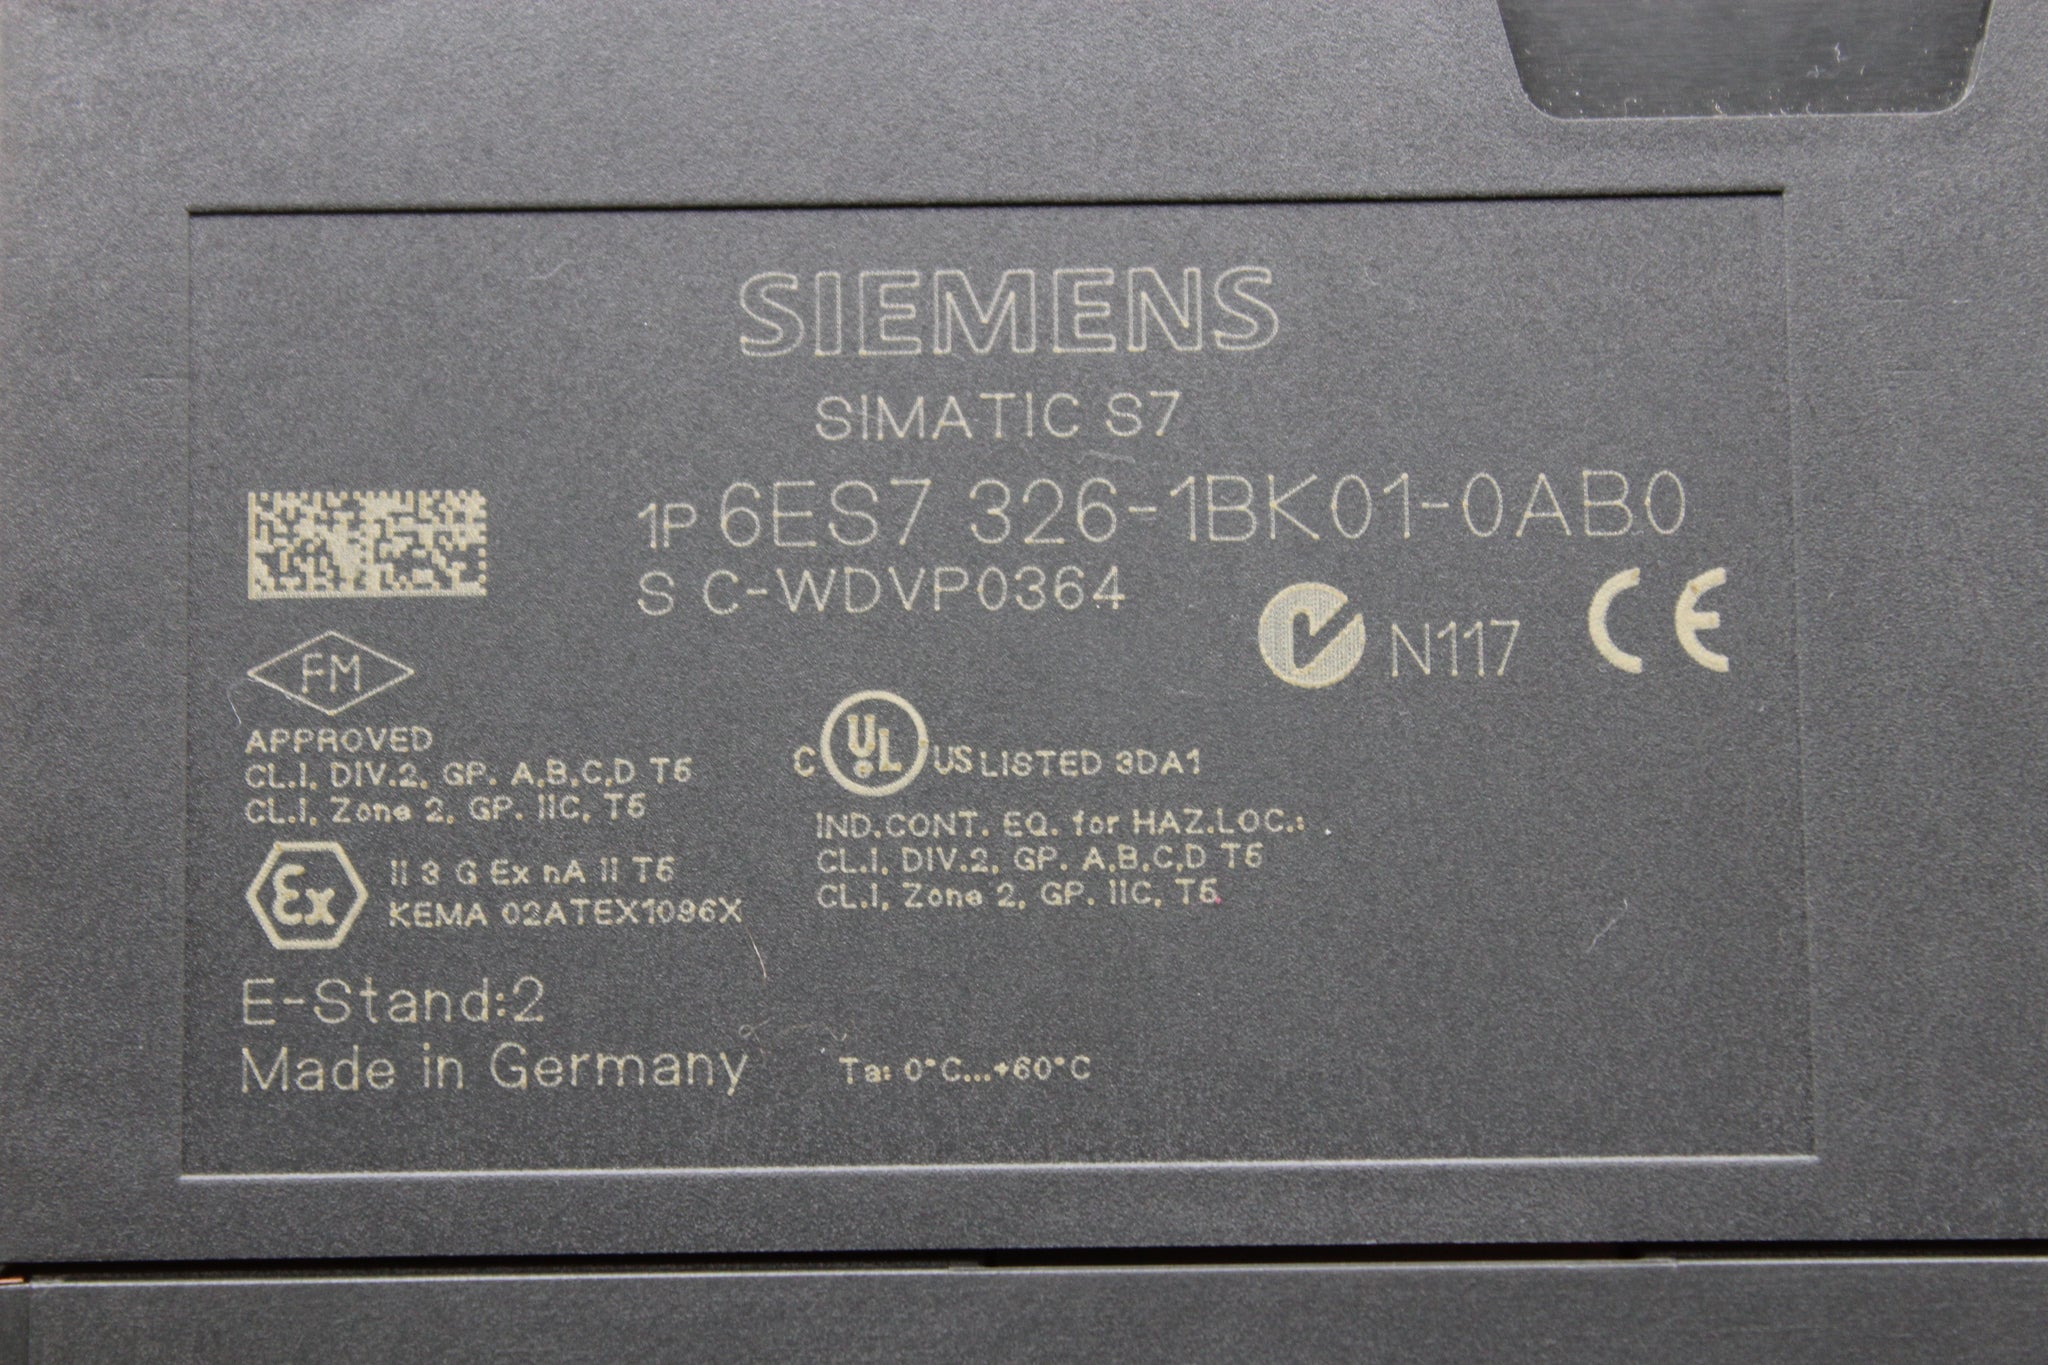 SIEMENS
SIMATIC S7
1P 6ES7 326-1BK01-0AB0
S C-WDVP0364
N117 CE
FM
APPROVED
CL.I, DIV.2, GP. A,B,C,D T5
CL.I, Zone 2, GP. IIC, T5
Ex
II 3 G Ex nA II T5
KEMA 02ATEX1096X
C UL US LISTED 3DA1
IND.CONT. EQ. for HAZ.LOC.:
CL.I, DIV.2, GP. A,B,C,D T5
CL.I, Zone 2, GP. IIC, T5
E-Stand:2
Made in Germany
Ta: 0°C...+60°C